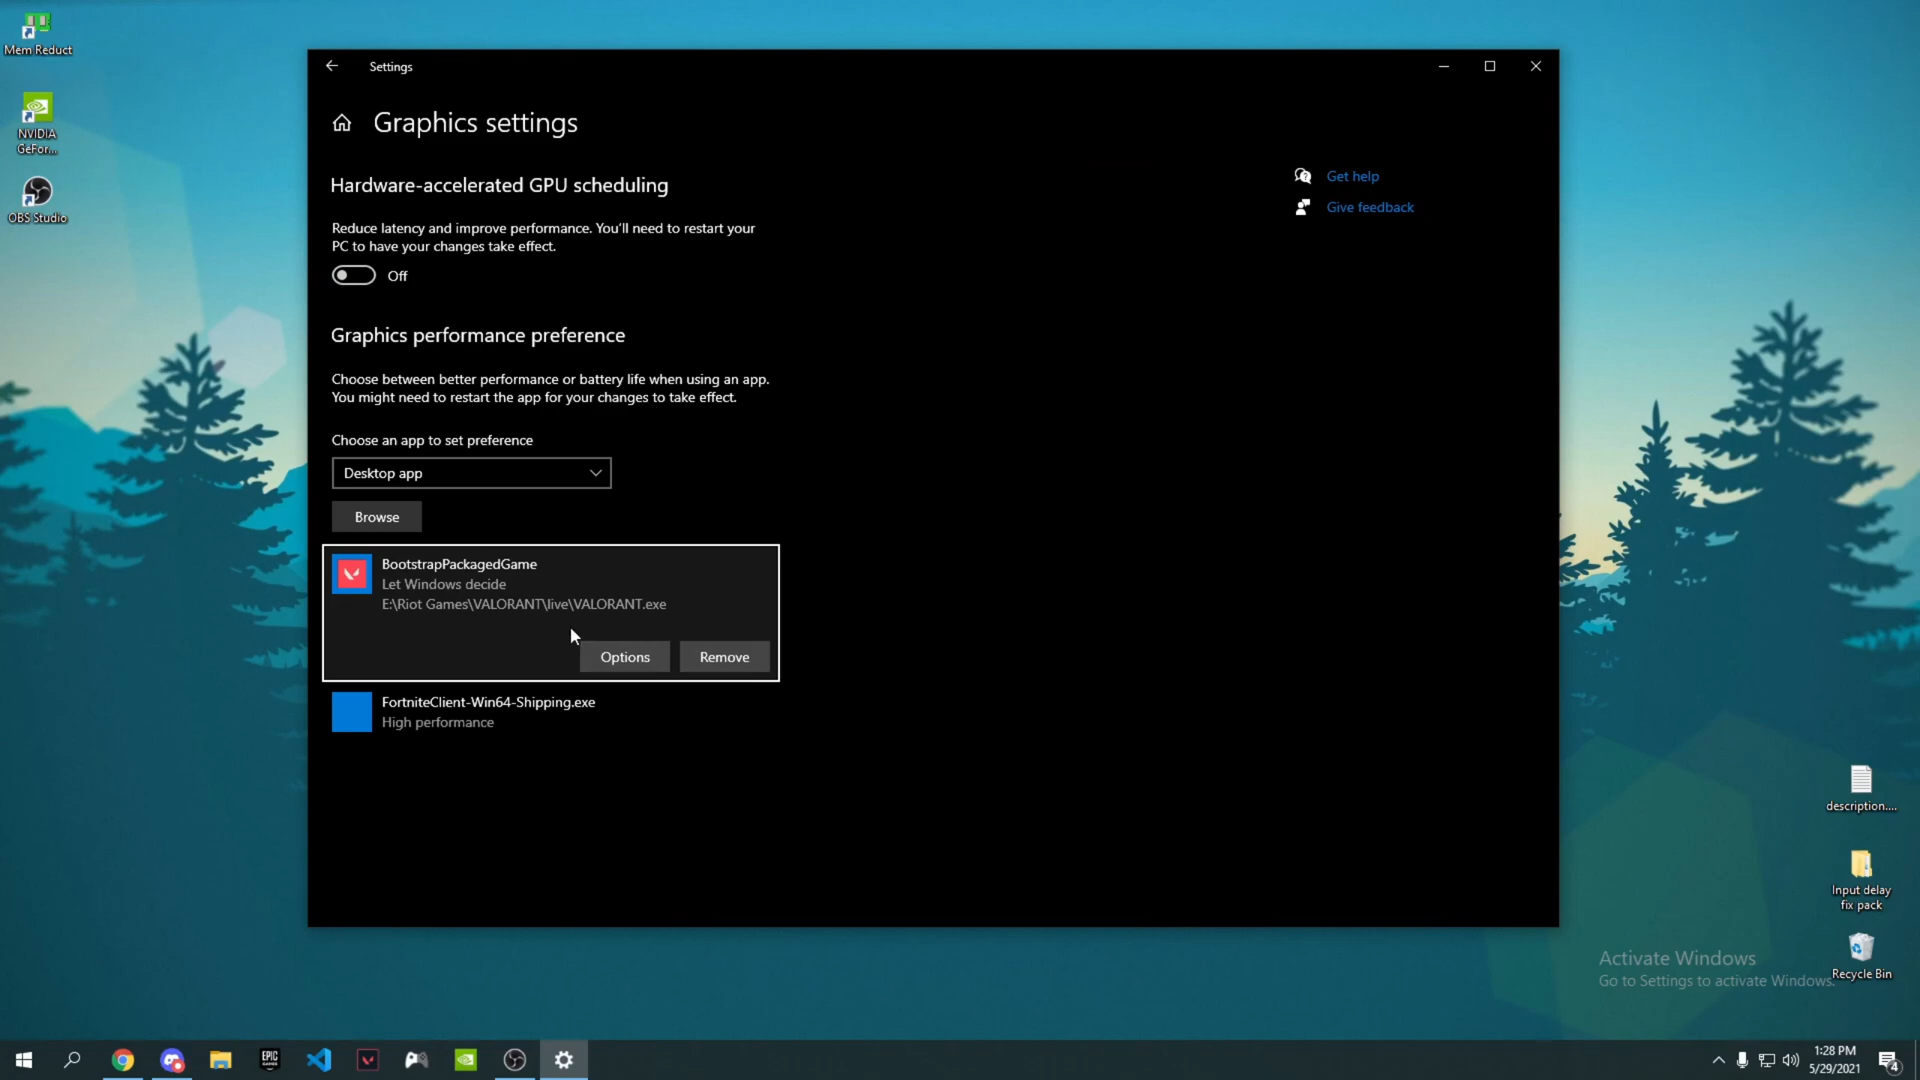 Mem Reduct
NVIDIA
GeFor...
OBS Studio
Settings
Graphics settings
Hardware-accelerated GPU scheduling
Reduce latency and improve performance. You'll need to restart your
PC to have your changes take effect.
Off
Graphics performance preference
Choose between better performance or battery life when using an app.
You might need to restart the app for your changes to take effect.
Choose an app to set preference
Desktop app
Browse
BootstrapPackagedGame
Let Windows decide
E:\Riot Games\VALORANT\live\VALORANT.exe
Options
Remove
FortniteClient-Win64-Shipping.exe
High performance
Get help
Give feedback
description....
Input delay
fix pack
Recycle Bin
Activate Windows
Go to Settings to activate Windows.
EPIC
GAMES
1:28 PM
5/29/2021
4